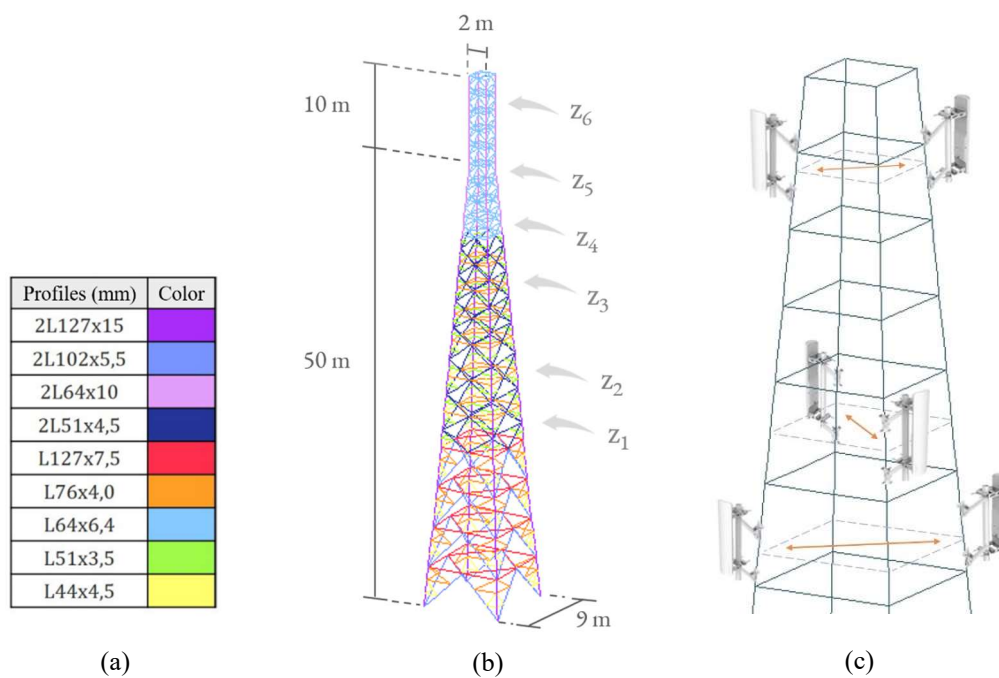 2 m
10 m
z6
z5
z4
z3
50 m
z2
z1
9 m
Profiles (mm) Color
2L127x15
2L102x5,5
2L64x10
2L51x4,5
L127x7,5
L76x4,0
L64x6,4
L51x3,5
L44x4,5
(a)
(b)
(c)